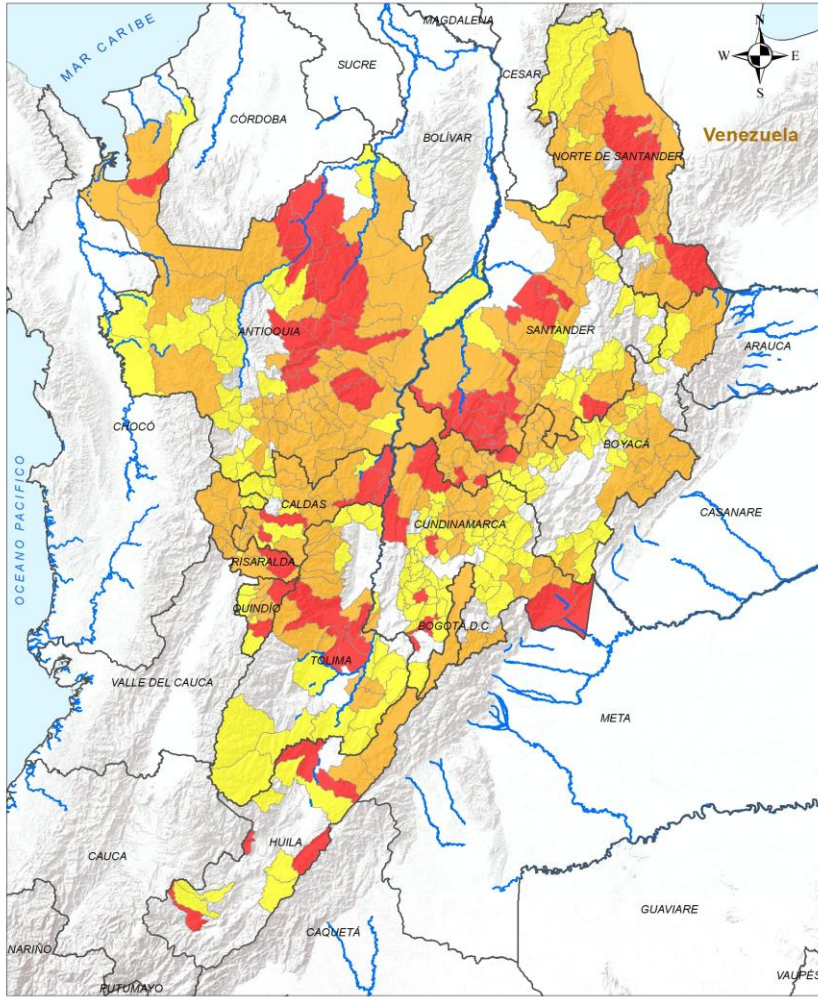 MAGDALENA
N
W E
S
MAR CARIBE
SUCRE
CESAR
CÓRDOBA
BOLÍVAR
Venezuela
NORTE DE SANTANDER
ANTIOQUIA
SANTANDER
ARAUCA
CHOCÓ
BOYACÁ
CALDAS
CASANARE
CUNDINAMARCA
OCEANO PACIFICO
RISARALDA
QUINDÍO
BOGOTÁ D.C
TOLIMA
VALLE DEL CAUCA
META
HUILA
CAUCA
GUAVIARE
CAQUETÁ
NARIÑO
VAUPÉS
PUTUMAYO